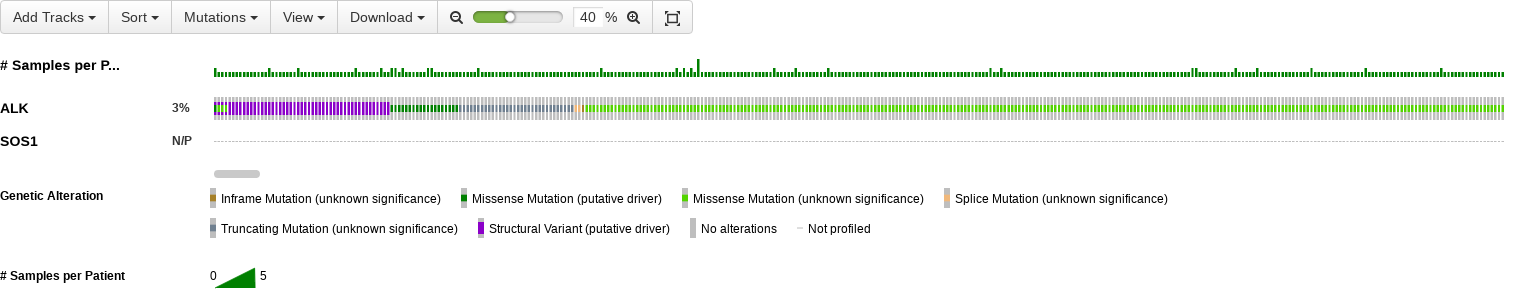 Add Tracks Sort Mutations View Download 40 %
# Samples per P...
ALK 3%
SOS1 N/P
Genetic Alteration Inframe Mutation (unknown significance) Missense Mutation (putative driver) Missense Mutation (unknown significance) Splice Mutation (unknown significance)
Truncating Mutation (unknown significance) Structural Variant (putative driver) No alterations Not profiled
# Samples per Patient 0 5